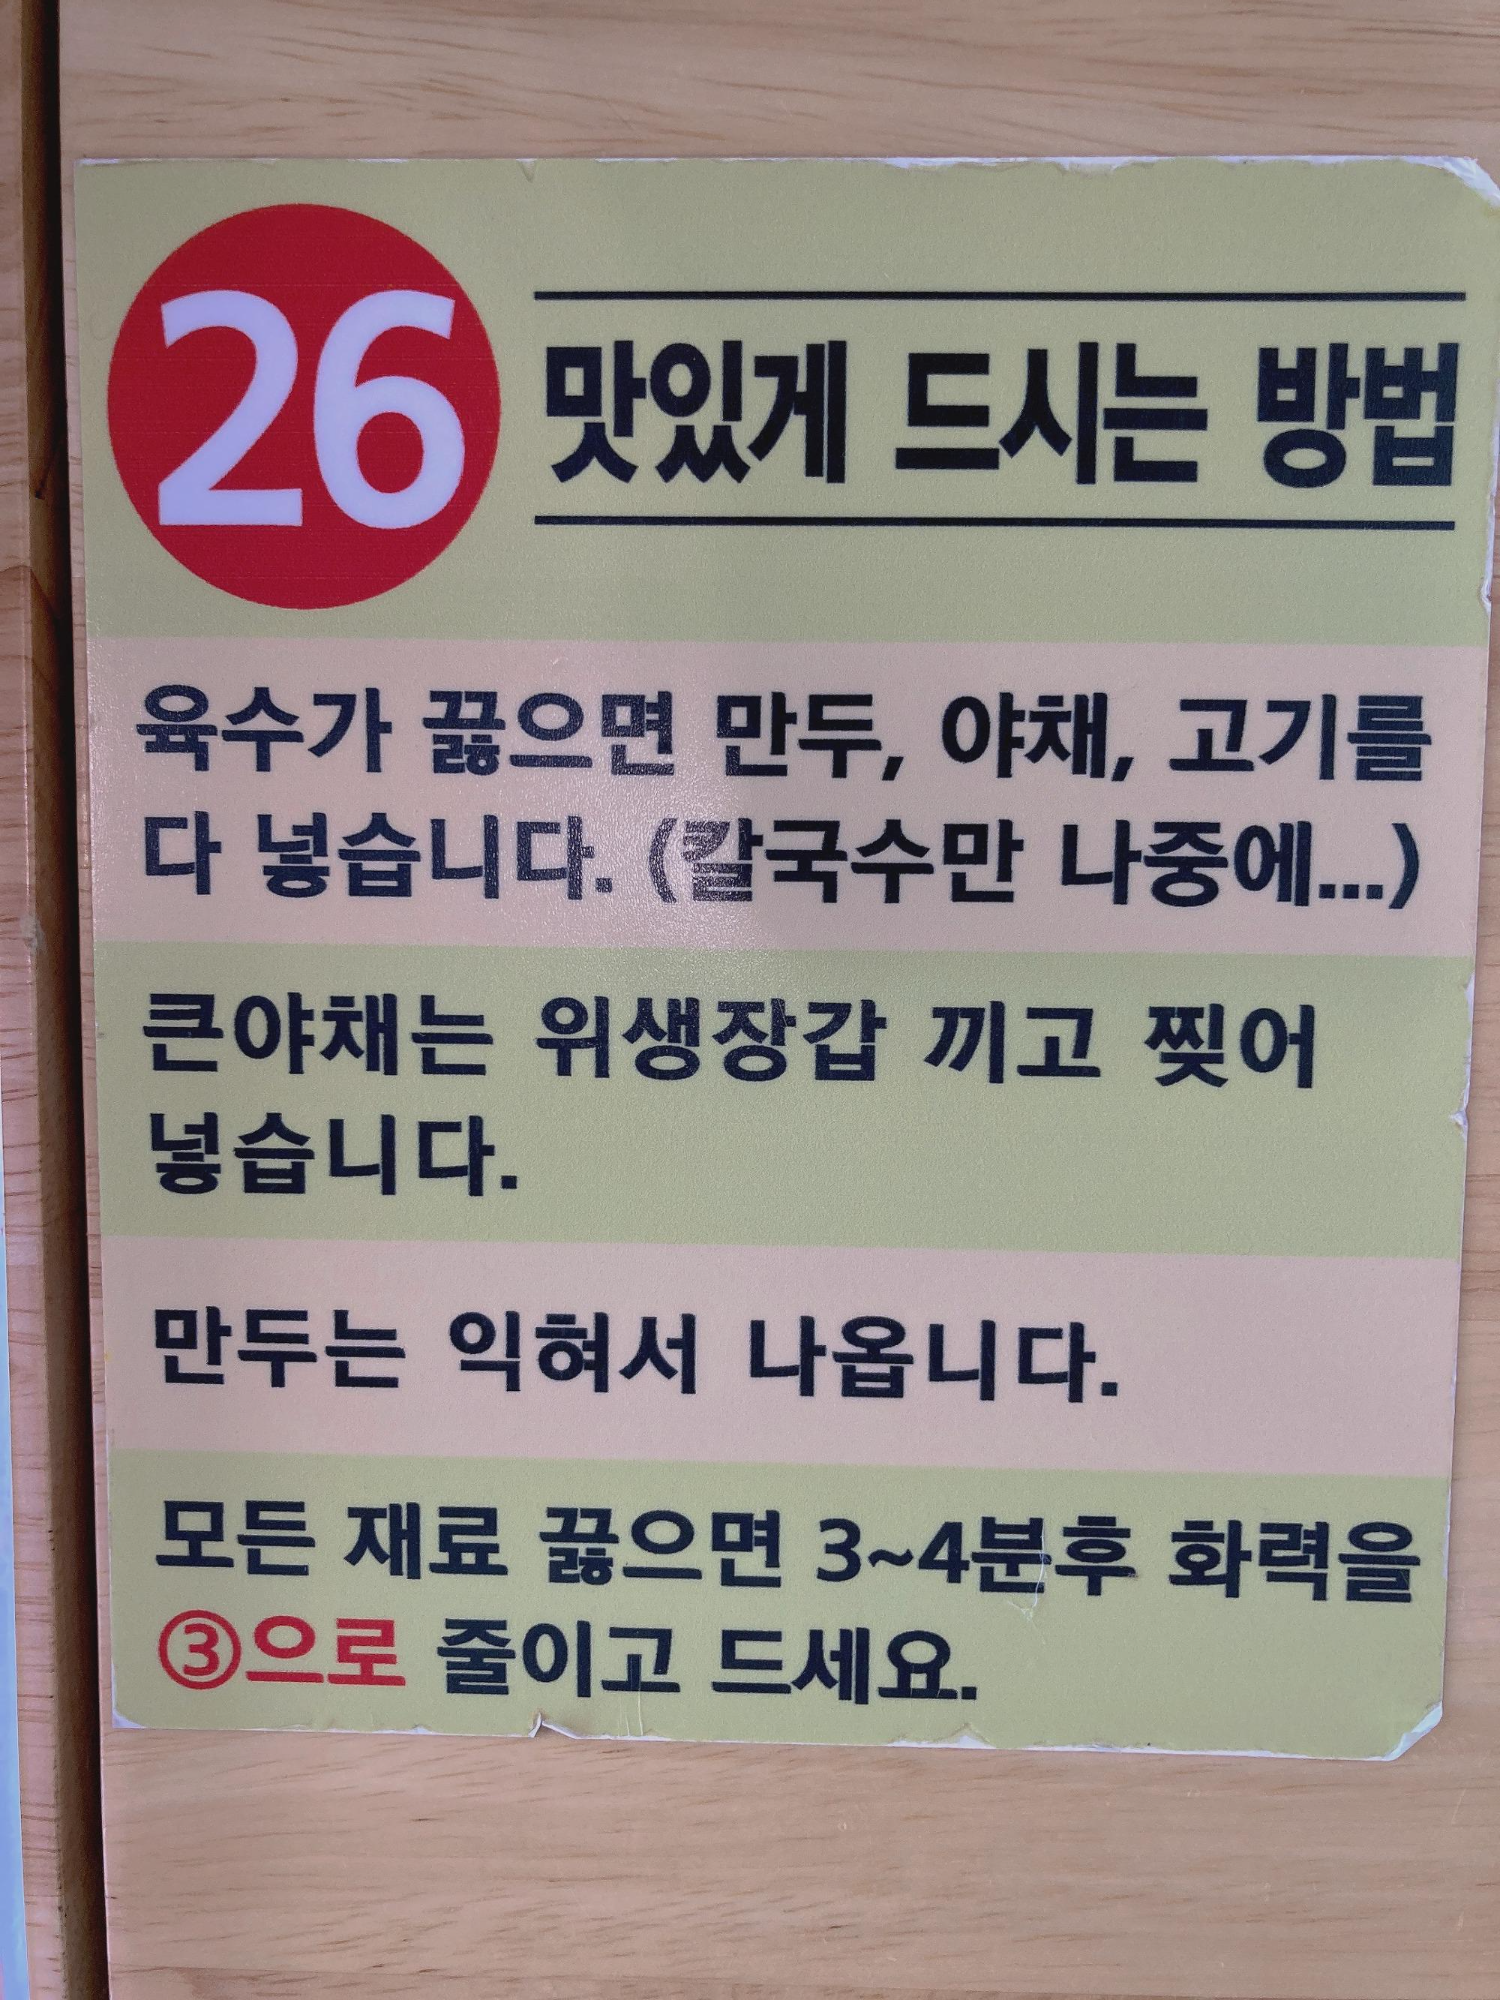 26
맛있게 드시는 방법
육수가 끓으면 만두, 야채, 고기를
다 넣습니다. (칼국수만 나중에...)
큰야채는 위생장갑 끼고 찢어
넣습니다.
만두는 익혀서 나옵니다.
모든 재료 끓으면 3~4분후 화력을
③으로 줄이고 드세요.